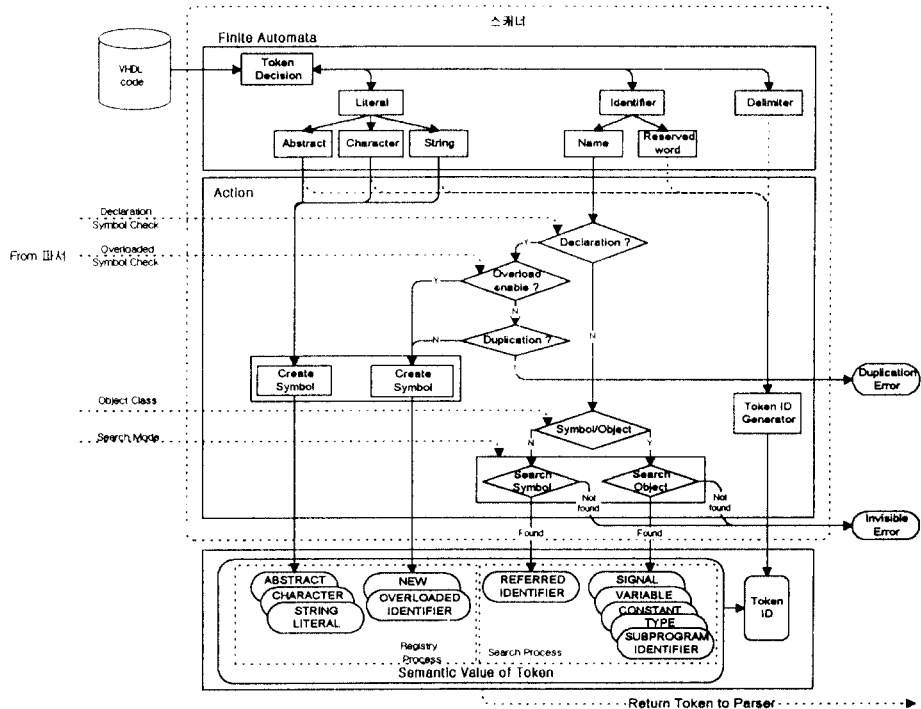 스캐너
Finite Automata
VHDL
code
Token
Decision
Literal
Identifier
Delimiter
Abstract
Character
String
Name
Reserved
word
Action
Declaration
Symbol Check
From 파서
Overloaded
Symbol Check
Declaration ?
Y
Overload
enable ?
Y
N
N
Duplication ?
N
Create
Symbol
Create
Symbol
Duplication
Error
Object Class
Token ID
Generator
Symbol/Object
Search Mode
N
Y
Search
Symbol
Search
Object
Not
found
Not
found
Invisible
Error
Found
Found
ABSTRACT
CHARACTER
STRING
LITERAL
NEW
OVERLOADED
IDENTIFIER
REFERRED
IDENTIFIER
SIGNAL
VARIABLE
CONSTANT
TYPE
SUBPROGRAM
IDENTIFIER
Token
ID
Registry
Process
Search Process
Semantic Value of Token
Return Token to Parser